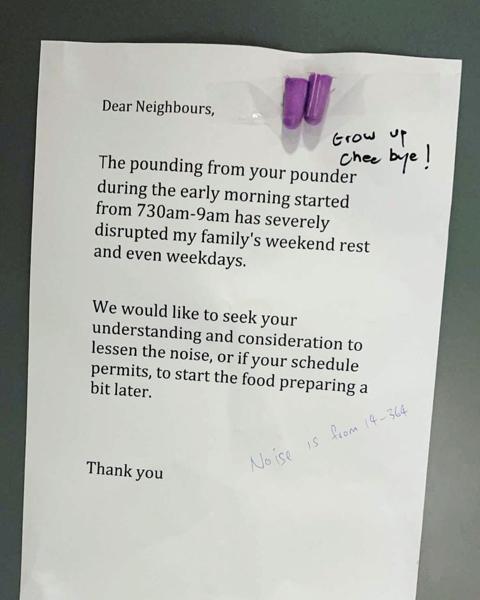 Dear Neighbours,
Grow up
Chee bye!
The pounding from your pounder
during the early morning started
from 730am-9am has severely
disrupted my family's weekend rest
and even weekdays.
We would like to seek your
understanding and consideration to
lessen the noise, or if your schedule
permits, to start the food preparing a
bit later.
Noise is from 14-364
Thank you